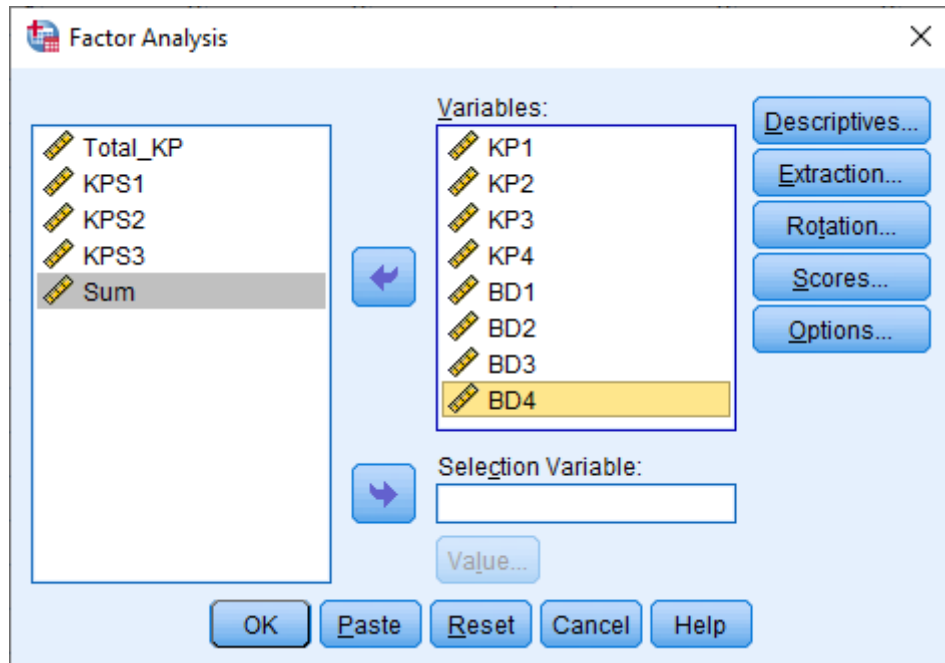 Factor Analysis
Total_KP
KPS1
KPS2
KPS3
Sum
Variables:
KP1
KP2
KP3
KP4
BD1
BD2
BD3
BD4
Selection Variable:
Value...
Descriptives...
Extraction...
Rotation...
Scores...
Options...
OK
Paste
Reset
Cancel
Help